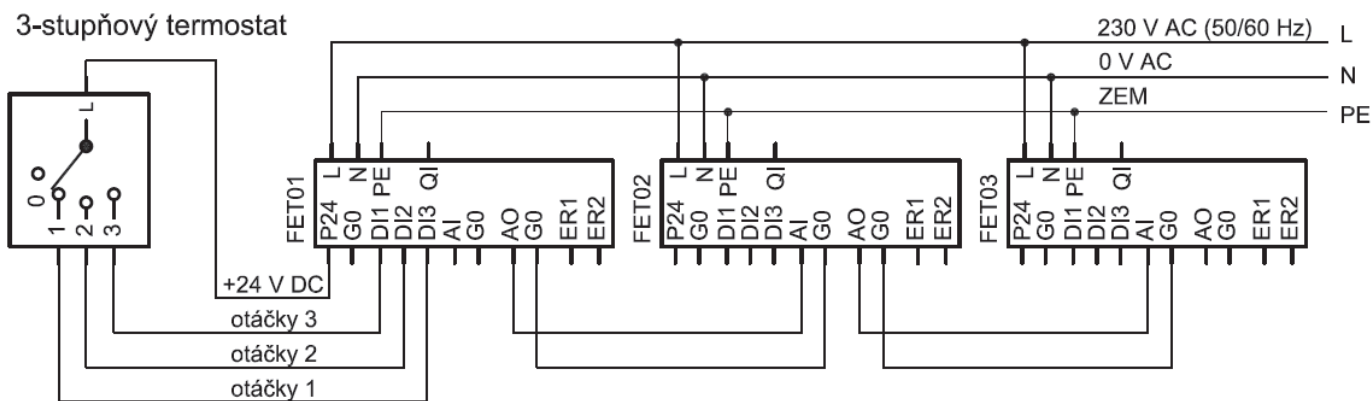 3-stupňový termostat
230 V AC (50/60 Hz) L
0 V AC N
ZEM PE
L
0
1 2 3
FET01
L N PE QI
P24 G0 DI1 DI2 DI3 AI G0 AO G0 ER1 ER2
FET02
L N PE QI
P24 G0 DI1 DI2 DI3 AI G0 AO G0 ER1 ER2
FET03
L N PE QI
P24 G0 DI1 DI2 DI3 AI G0 AO G0 ER1 ER2
+24 V DC
otáčky 3
otáčky 2
otáčky 1